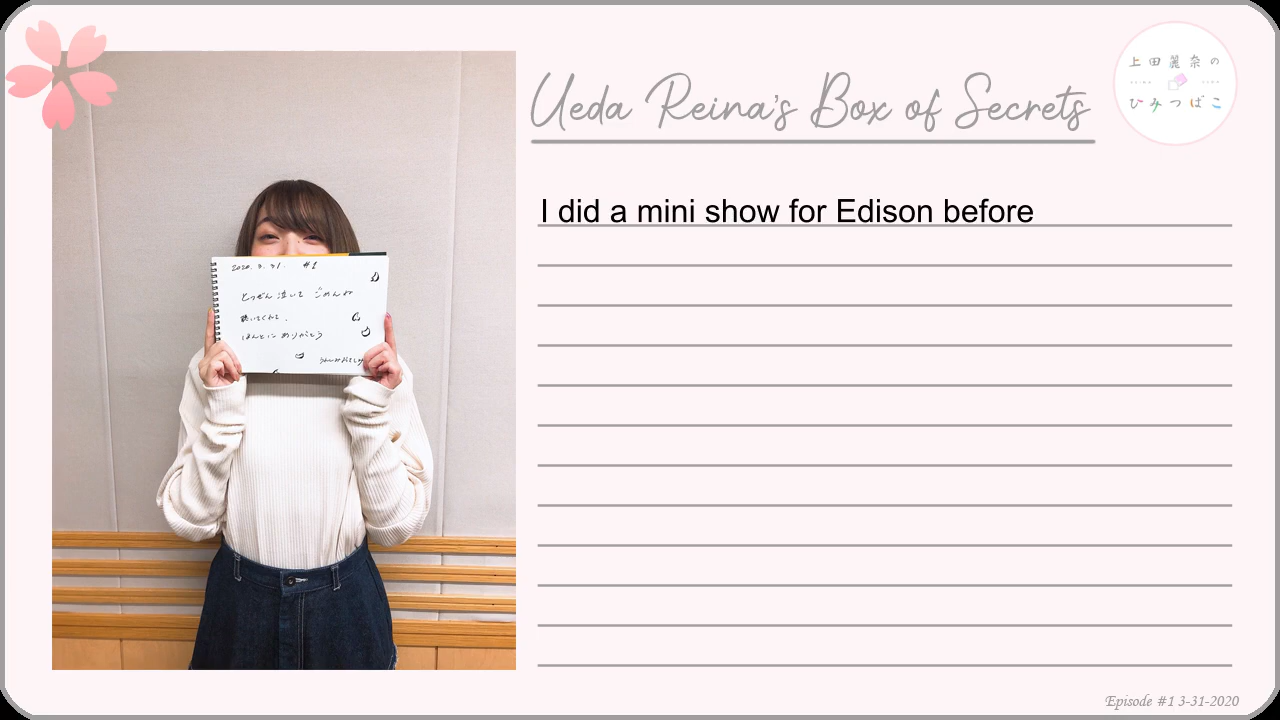 Ueda Reina's Box of Secrets
上田麗奈の
ひみつばこ
I did a mini show for Edison before
2020. 3. 31. #1
とつぜん泣いて ごめんね
聴いてくれて、
ほんとに ありがとう
Episode #1 3-31-2020